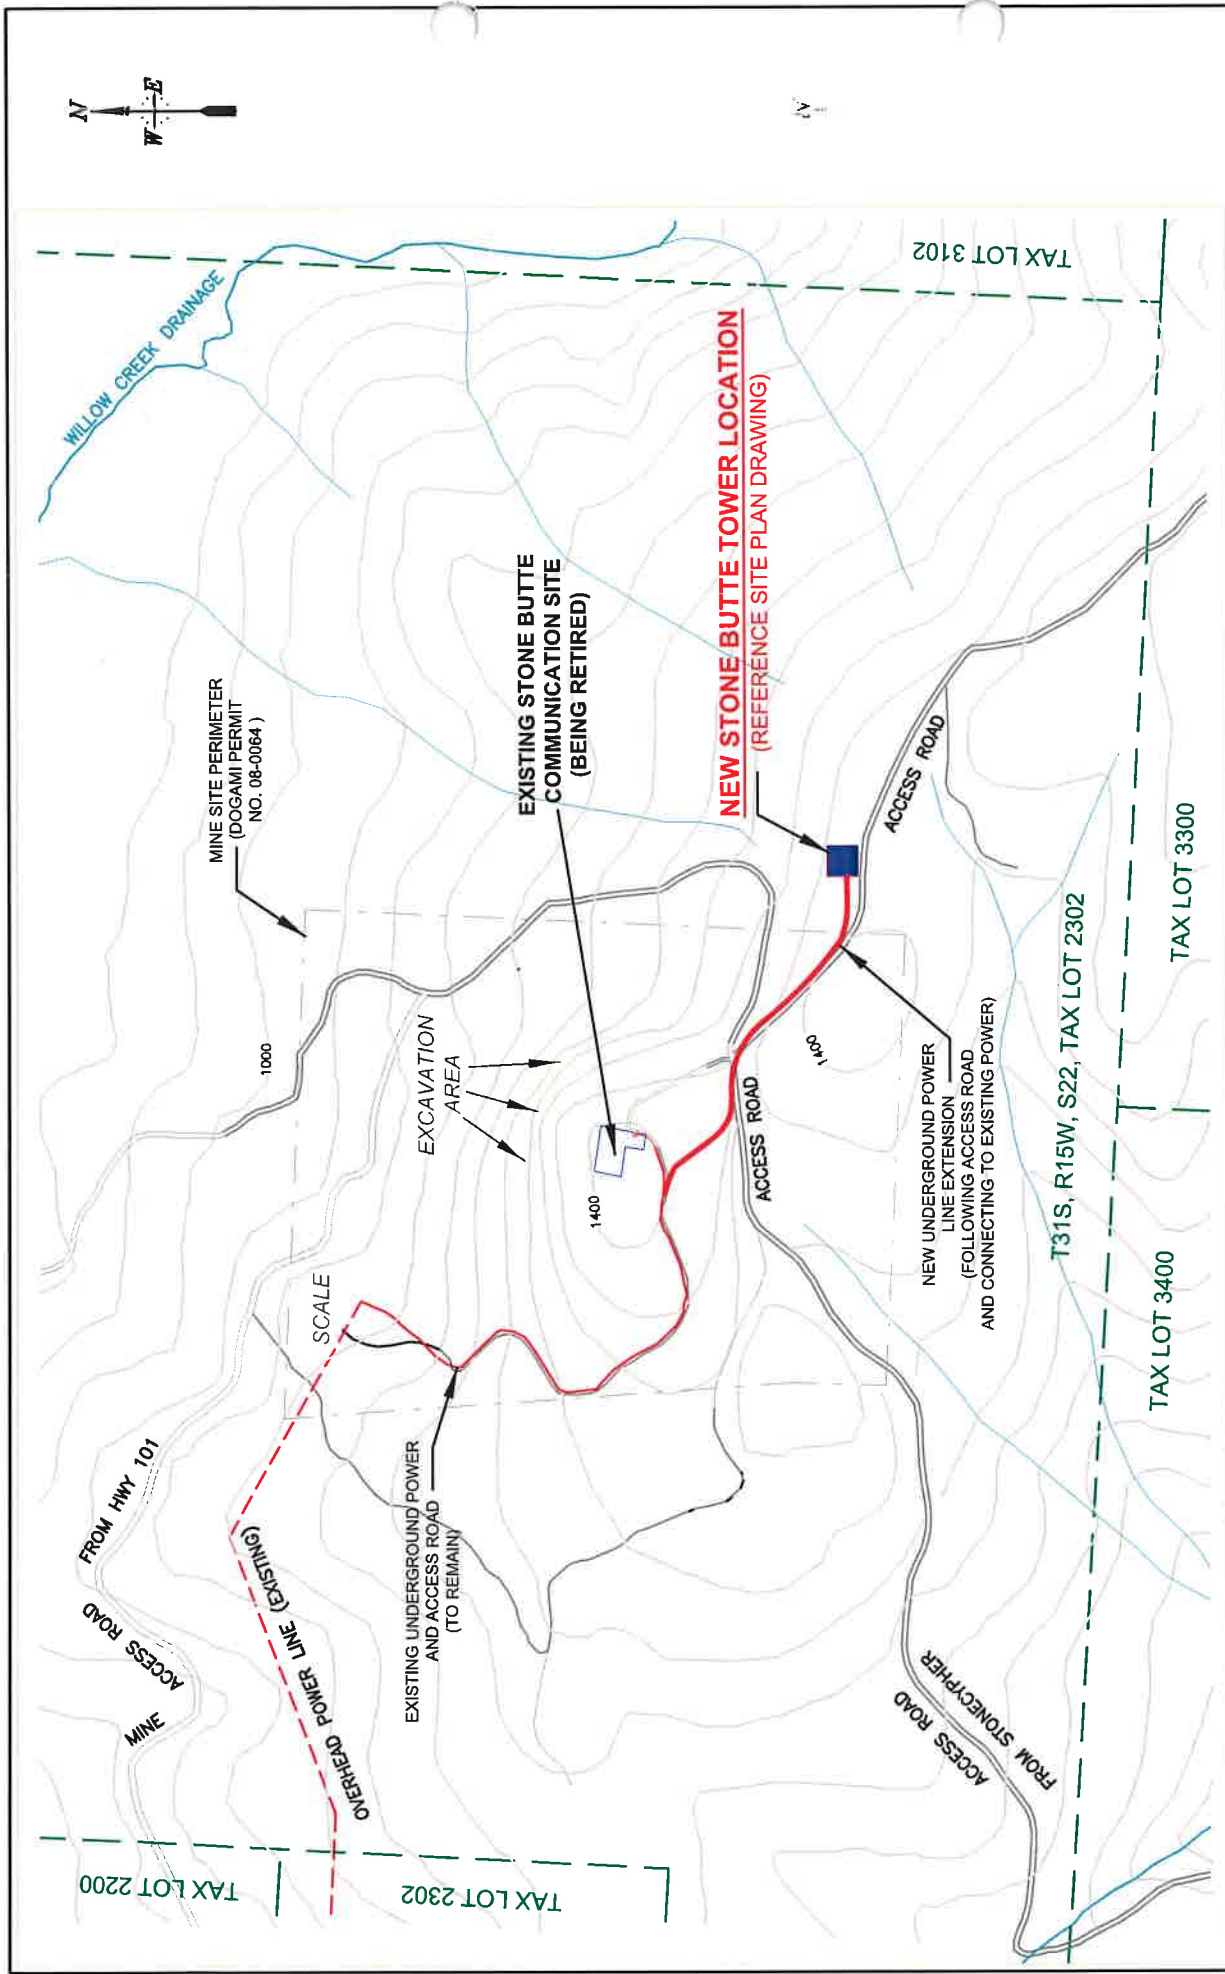 N
W E
WILLOW CREEK DRAINAGE
TAX LOT 3102
MINE SITE PERIMETER
(DOGAMI PERMIT
NO. 08-0064 )
EXISTING STONE BUTTE
COMMUNICATION SITE
(BEING RETIRED)
NEW STONE BUTTE TOWER LOCATION
(REFERENCE SITE PLAN DRAWING)
ACCESS ROAD
1000
EXCAVATION
AREA
1400
1400
ACCESS ROAD
NEW UNDERGROUND POWER
LINE EXTENSION
(FOLLOWING ACCESS ROAD
AND CONNECTING TO EXISTING POWER)
T31S, R15W, S22, TAX LOT 2302
TAX LOT 3300
TAX LOT 3400
SCALE
FROM HWY 101
MINE ACCESS ROAD
OVERHEAD POWER LINE (EXISTING)
EXISTING UNDERGROUND POWER
AND ACCESS ROAD
(TO REMAIN)
ACCESS ROAD
FROM STONECYPHER
TAX LOT 2200
TAX LOT 2302